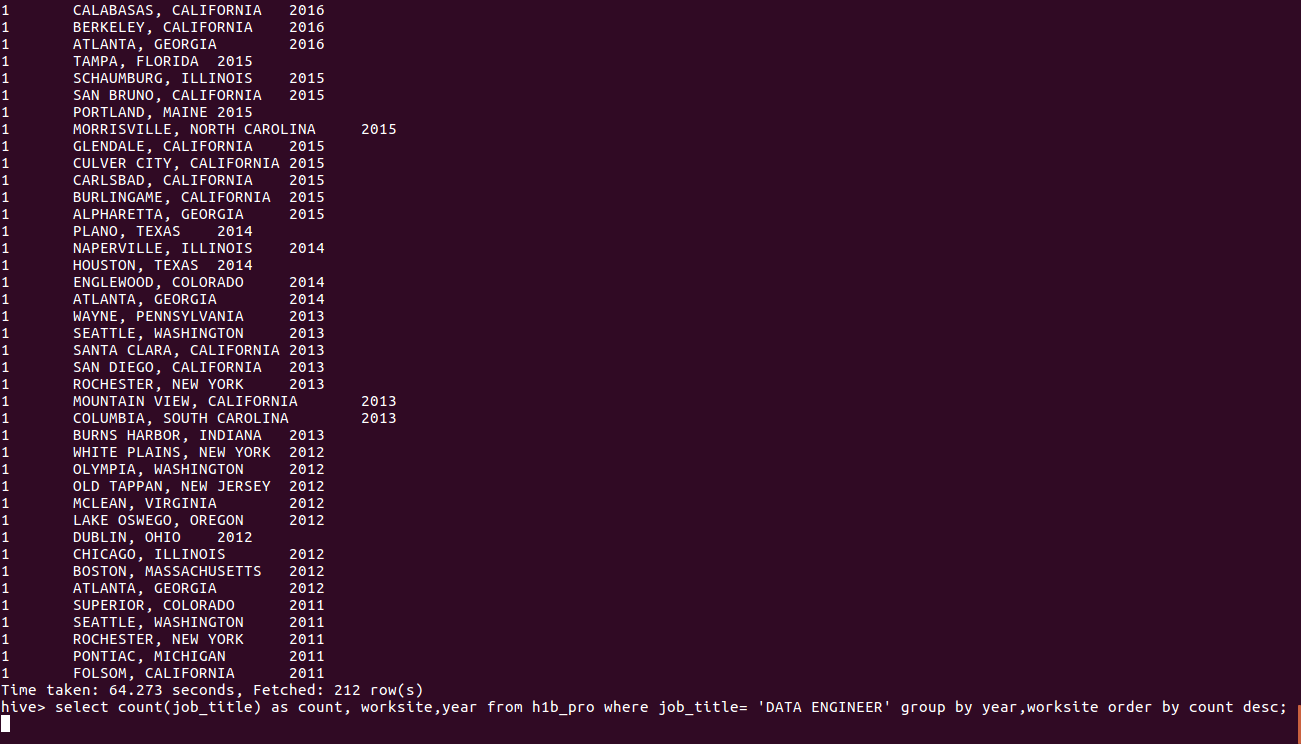 1 CALABASAS, CALIFORNIA 2016
1 BERKELEY, CALIFORNIA 2016
1 ATLANTA, GEORGIA 2016
1 TAMPA, FLORIDA 2015
1 SCHAUMBURG, ILLINOIS 2015
1 SAN BRUNO, CALIFORNIA 2015
1 PORTLAND, MAINE 2015
1 MORRISVILLE, NORTH CAROLINA 2015
1 GLENDALE, CALIFORNIA 2015
1 CULVER CITY, CALIFORNIA 2015
1 CARLSBAD, CALIFORNIA 2015
1 BURLINGAME, CALIFORNIA 2015
1 ALPHARETTA, GEORGIA 2015
1 PLANO, TEXAS 2014
1 NAPERVILLE, ILLINOIS 2014
1 HOUSTON, TEXAS 2014
1 ENGLEWOOD, COLORADO 2014
1 ATLANTA, GEORGIA 2014
1 WAYNE, PENNSYLVANIA 2013
1 SEATTLE, WASHINGTON 2013
1 SANTA CLARA, CALIFORNIA 2013
1 SAN DIEGO, CALIFORNIA 2013
1 ROCHESTER, NEW YORK 2013
1 MOUNTAIN VIEW, CALIFORNIA 2013
1 COLUMBIA, SOUTH CAROLINA 2013
1 BURNS HARBOR, INDIANA 2013
1 WHITE PLAINS, NEW YORK 2012
1 OLYMPIA, WASHINGTON 2012
1 OLD TAPPAN, NEW JERSEY 2012
1 MCLEAN, VIRGINIA 2012
1 LAKE OSWEGO, OREGON 2012
1 DUBLIN, OHIO 2012
1 CHICAGO, ILLINOIS 2012
1 BOSTON, MASSACHUSETTS 2012
1 ATLANTA, GEORGIA 2012
1 SUPERIOR, COLORADO 2011
1 SEATTLE, WASHINGTON 2011
1 ROCHESTER, NEW YORK 2011
1 PONTIAC, MICHIGAN 2011
1 FOLSOM, CALIFORNIA 2011
Time taken: 64.273 seconds, Fetched: 212 row(s)
hive> select count(job_title) as count, worksite,year from h1b_pro where job_title= 'DATA ENGINEER' group by year,worksite order by count desc;